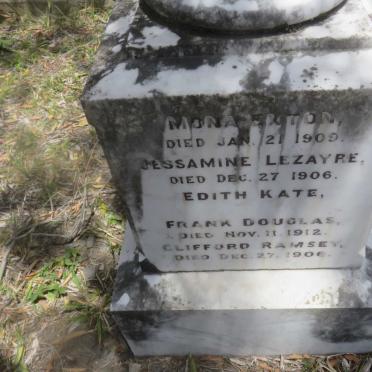 MONA EXTON,
DIED JAN. 21 1909.
JESSAMINE LEZAYRE,
DIED DEC. 27 1906.
EDITH KATE,
FRANK DOUGLAS,
DIED NOV. 11. 1912.
CLIFFORD RAMSEY,
DIED DEC. 27. 1906.